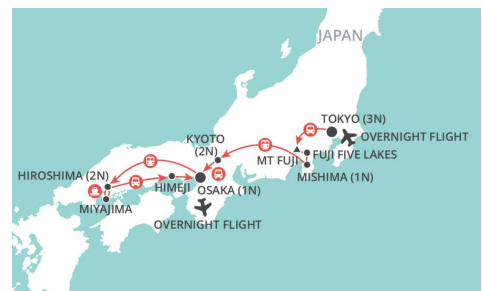 JAPAN
TOKYO (3N)
OVERNIGHT FLIGHT
KYOTO
(2N)
MT FUJI
FUJI FIVE LAKES
HIROSHIMA (2N)
HIMEJI
MISHIMA (1N)
OSAKA (1N)
MIYAJIMA
OVERNIGHT FLIGHT